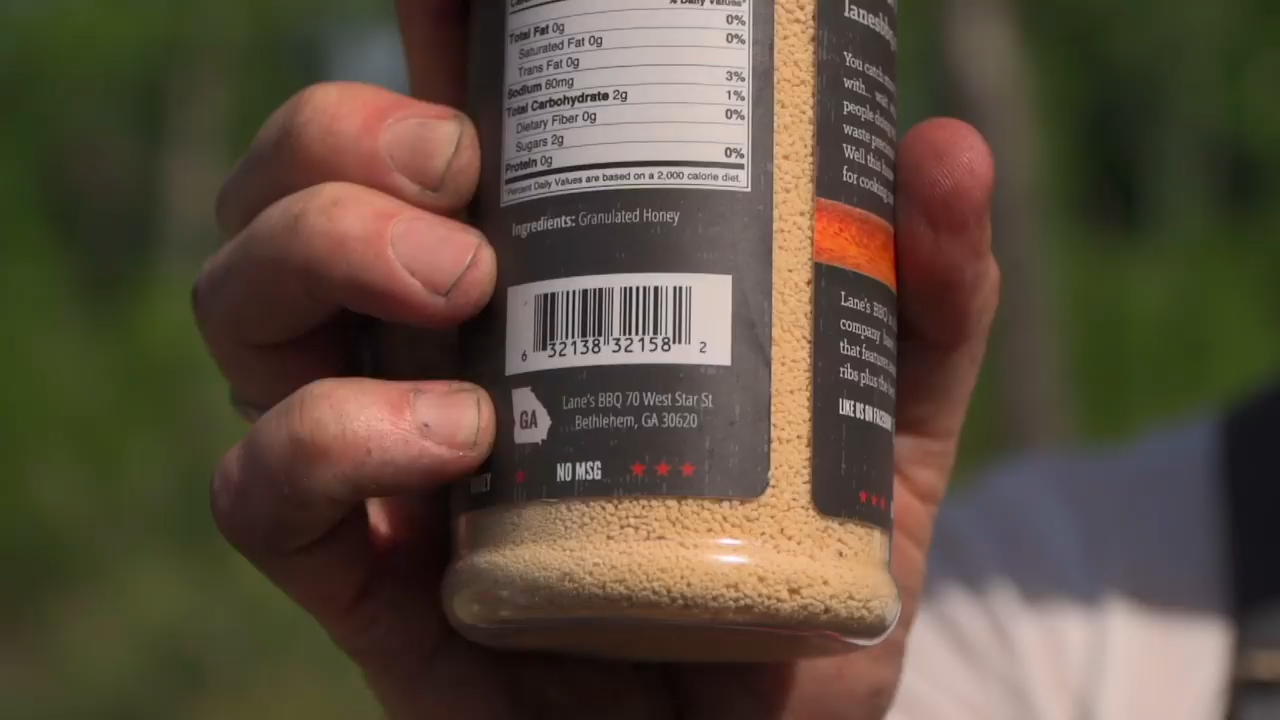 % Daily Values*
Total Fat 0g 0%
Saturated Fat 0g 0%
Trans Fat 0g
Sodium 60mg 3%
Total Carbohydrate 2g 1%
Dietary Fiber 0g 0%
Sugars 2g
Protein 0g 0%
*Percent Daily Values are based on a 2,000 calorie diet.
Ingredients: Granulated Honey
6 32138 32158 2
GA
Lane's BBQ 70 West Star St
Bethlehem, GA 30620
NO MSG
You catch
with...
people
waste
Well this
for cooking
Lane's BBQ
company
that features
ribs plus the
LIKE US ON